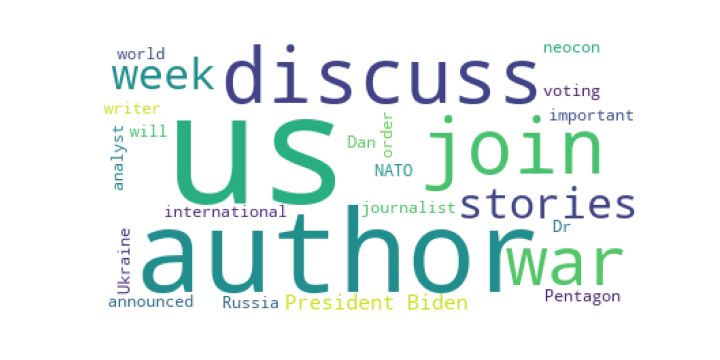 world
neocon
week
discuss
voting
writer
us
important
analyst
will
Dan
order
join
NATO
stories
international
journalist
Dr
Ukraine
author
war
announced
Russia
President Biden
Pentagon